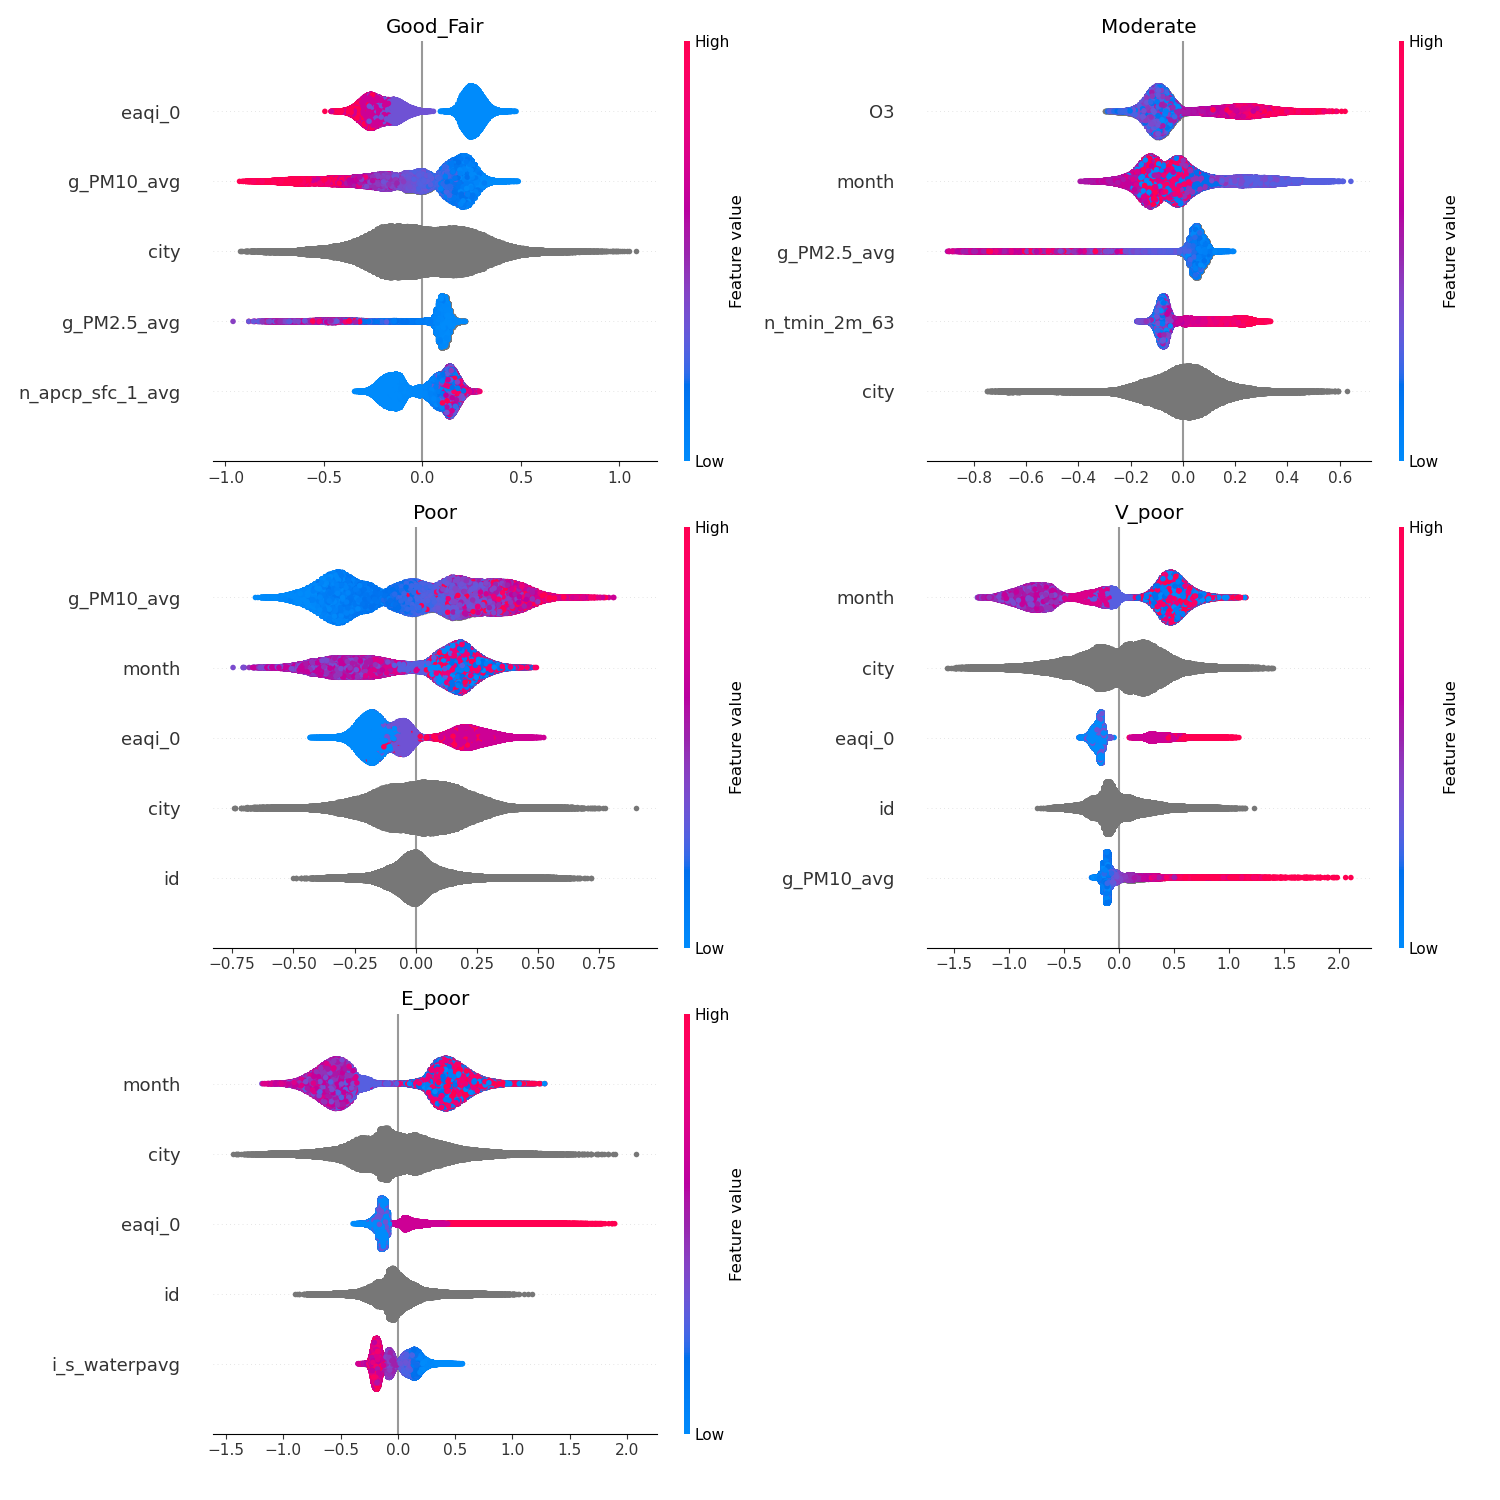 Good_Fair
High
eaqi_0
g_PM10_avg
city
g_PM2.5_avg
n_apcp_sfc_1_avg
Feature value
Low
−1.0 −0.5 0.0 0.5 1.0
Moderate
High
O3
month
g_PM2.5_avg
n_tmin_2m_63
city
Feature value
Low
−0.8 −0.6 −0.4 −0.2 0.0 0.2 0.4 0.6
Poor
High
g_PM10_avg
month
eaqi_0
city
id
Feature value
Low
−0.75 −0.50 −0.25 0.00 0.25 0.50 0.75
V_poor
High
month
city
eaqi_0
id
g_PM10_avg
Feature value
Low
−1.5 −1.0 −0.5 0.0 0.5 1.0 1.5 2.0
E_poor
High
month
city
eaqi_0
id
i_s_waterpavg
Feature value
Low
−1.5 −1.0 −0.5 0.0 0.5 1.0 1.5 2.0